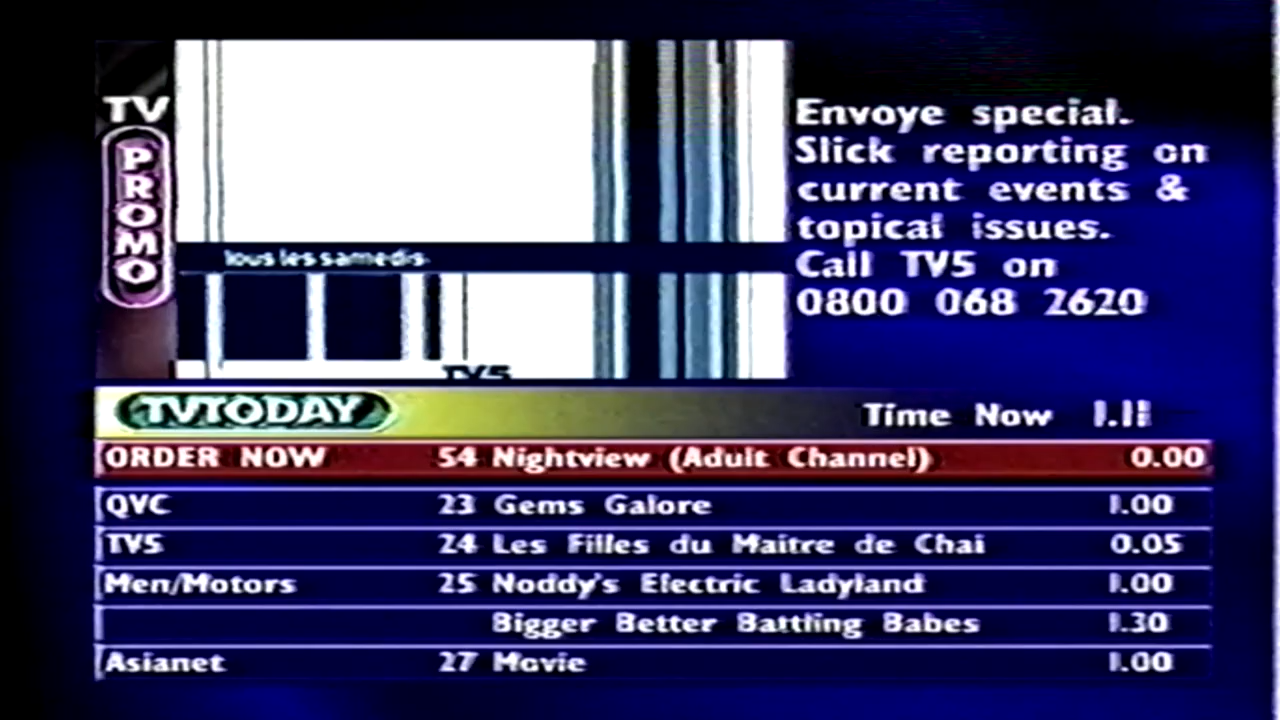 TV
PROMO
Tous les samedis
TV5
Envoye special.
Slick reporting on
current events &
topical issues.
Call TV5 on
0800 068 2620
TVTODAY
Time Now 1.11
ORDER NOW 54 Nightview (Adult Channel) 0.00
QVC 23 Gems Galore 1.00
TV5 24 Les Filles du Maitre de Chai 0.05
Men/Motors 25 Noddy's Electric Ladyland 1.00
Bigger Better Battling Babes 1.30
Asianet 27 Movie 1.00